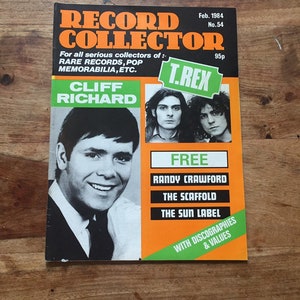 RECORD
COLLECTOR
Feb. 1984
No.54
95p
For all serious collectors of :-
RARE RECORDS, POP
MEMORABILIA, ETC.
T.REX
CLIFF
RICHARD
FREE
RANDY CRAWFORD
THE SCAFFOLD
THE SUN LABEL
WITH DISCOGRAPHIES
& VALUES